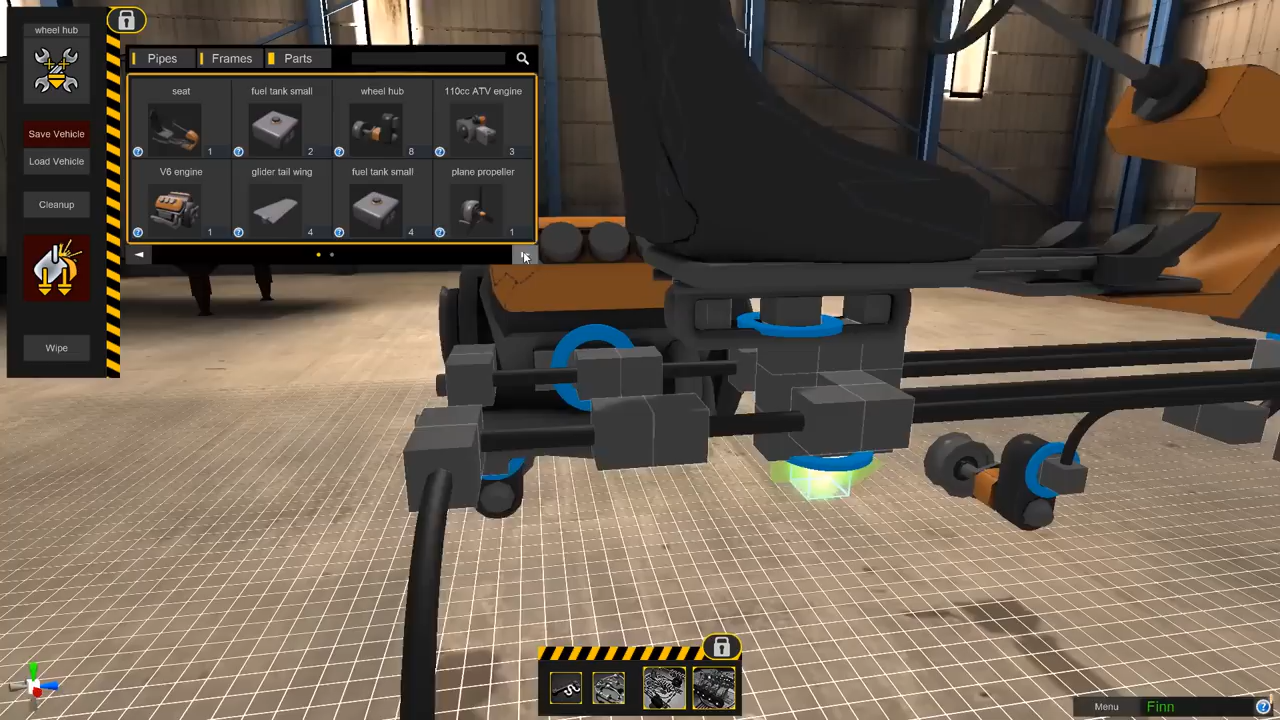 wheel hub
Save Vehicle
Load Vehicle
Cleanup
Wipe
Pipes Frames Parts
seat fuel tank small wheel hub 110cc ATV engine
1 2 8 3
V6 engine glider tail wing fuel tank small plane propeller
1 4 4 1
Menu Finn